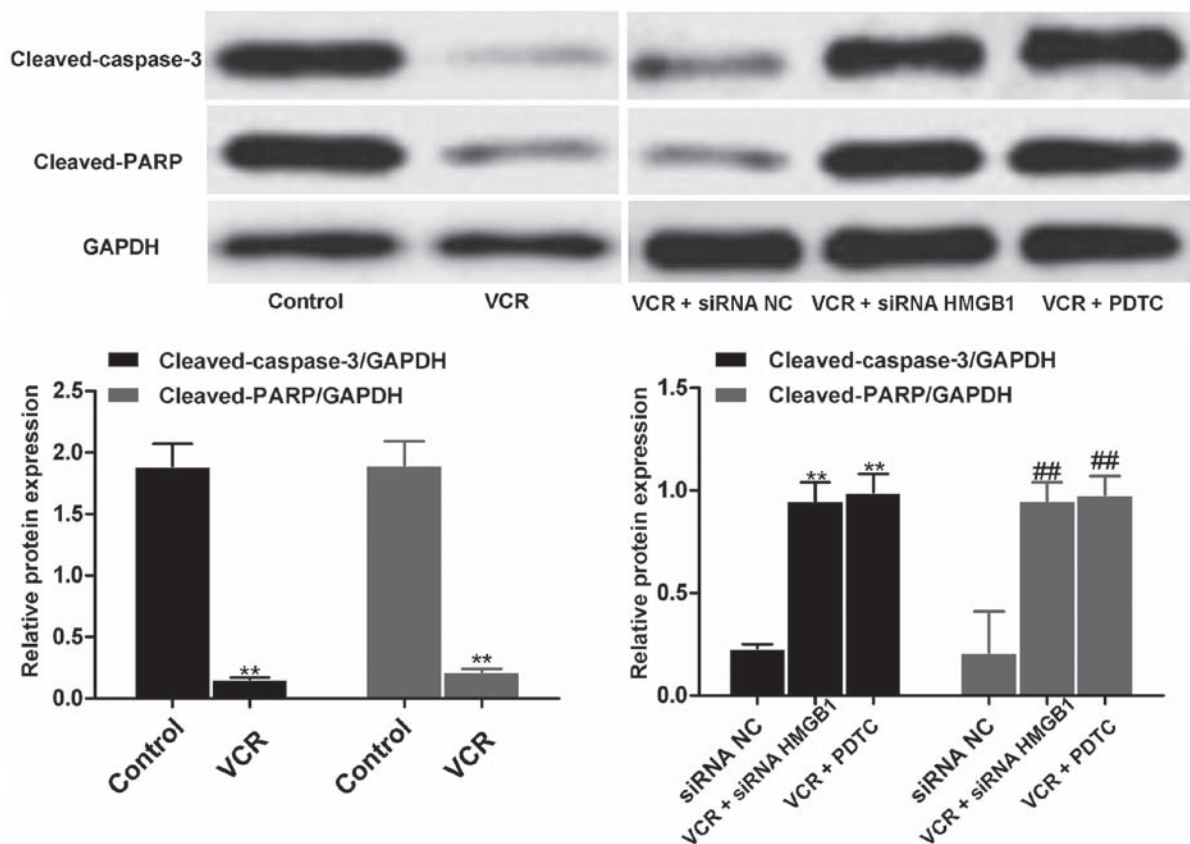 Cleaved-caspase-3
Cleaved-PARP
GAPDH
Control VCR VCR + siRNA NC VCR + siRNA HMGB1 VCR + PDTC
Cleaved-caspase-3/GAPDH
Cleaved-PARP/GAPDH
Relative protein expression
2.5
2.0
1.5
1.0
0.5
0.0
**
**
Control
VCR
Control
VCR
Cleaved-caspase-3/GAPDH
Cleaved-PARP/GAPDH
Relative protein expression
1.5
1.0
0.5
0.0
**
**
##
##
siRNA NC
VCR + siRNA HMGB1
VCR + PDTC
siRNA NC
VCR + siRNA HMGB1
VCR + PDTC